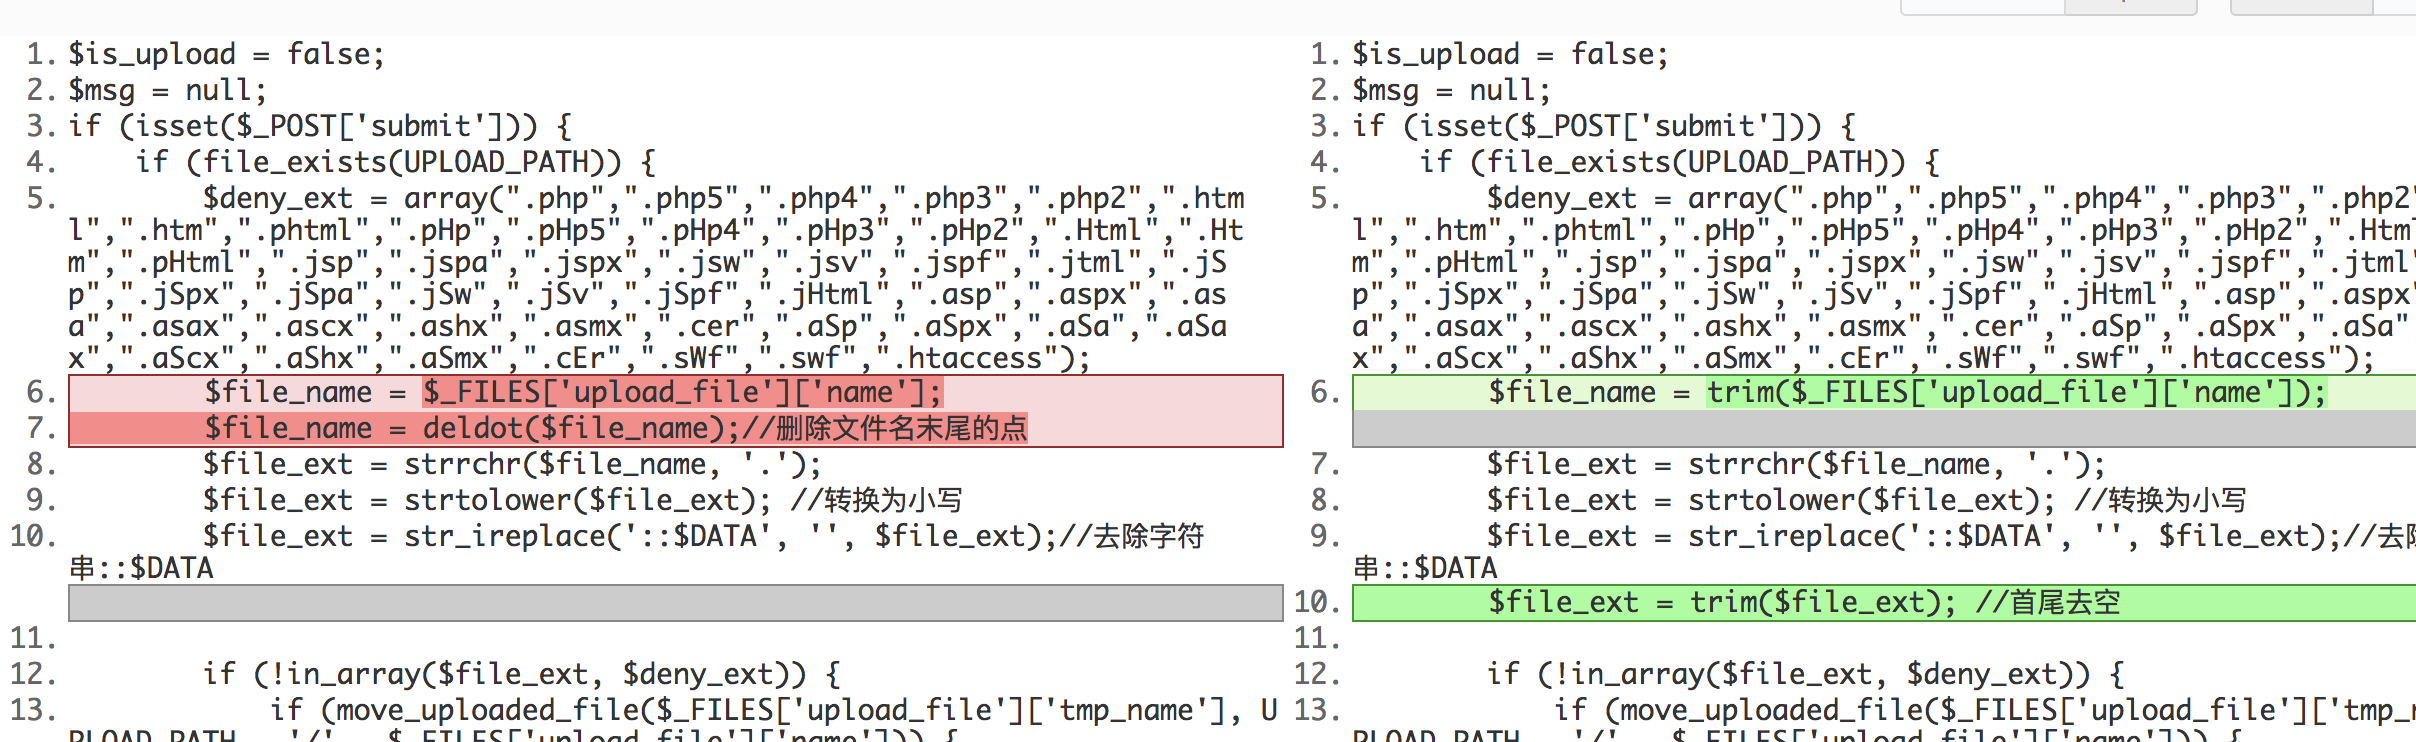 1. $is_upload = false;
2. $msg = null;
3. if (isset($_POST['submit'])) {
4.     if (file_exists(UPLOAD_PATH)) {
5.         $deny_ext = array(".php",".php5",".php4",".php3",".php2",".htm
l",".htm",".phtml",".pHp",".pHp5",".pHp4",".pHp3",".pHp2",".Html",".Ht
m",".pHtml",".jsp",".jspa",".jspx",".jsw",".jsv",".jspf",".jtml",".jS
p",".jSpx",".jSpa",".jSw",".jSv",".jSpf",".jHtml",".asp",".aspx",".as
a",".asax",".ascx",".ashx",".asmx",".cer",".aSp",".aSpx",".aSa",".aSa
x",".aScx",".aShx",".aSmx",".cEr",".sWf",".swf",".htaccess");
6.         $file_name = $_FILES['upload_file']['name'];
7.         $file_name = deldot($file_name);//删除文件名末尾的点
8.         $file_ext = strrchr($file_name, '.');
9.         $file_ext = strtolower($file_ext); //转换为小写
10.         $file_ext = str_ireplace('::$DATA', '', $file_ext);//去除字符
串::$DATA
11.
12.         if (!in_array($file_ext, $deny_ext)) {
13.             if (move_uploaded_file($_FILES['upload_file']['tmp_name'], U
PLOAD_PATH . '/' . $_FILES['upload_file']['name'])) {
1. $is_upload = false;
2. $msg = null;
3. if (isset($_POST['submit'])) {
4.     if (file_exists(UPLOAD_PATH)) {
5.         $deny_ext = array(".php",".php5",".php4",".php3",".php2"
l",".htm",".phtml",".pHp",".pHp5",".pHp4",".pHp3",".pHp2",".Html
m",".pHtml",".jsp",".jspa",".jspx",".jsw",".jsv",".jspf",".jtml"
p",".jSpx",".jSpa",".jSw",".jSv",".jSpf",".jHtml",".asp",".aspx"
a",".asax",".ascx",".ashx",".asmx",".cer",".aSp",".aSpx",".aSa"
x",".aScx",".aShx",".aSmx",".cEr",".sWf",".swf",".htaccess");
6.         $file_name = trim($_FILES['upload_file']['name']);
7.         $file_ext = strrchr($file_name, '.');
8.         $file_ext = strtolower($file_ext); //转换为小写
9.         $file_ext = str_ireplace('::$DATA', '', $file_ext);//去除
串::$DATA
10.         $file_ext = trim($file_ext); //首尾去空
11.
12.         if (!in_array($file_ext, $deny_ext)) {
13.             if (move_uploaded_file($_FILES['upload_file']['tmp_n
PLOAD_PATH . '/' . $_FILES['upload_file']['name'])) {